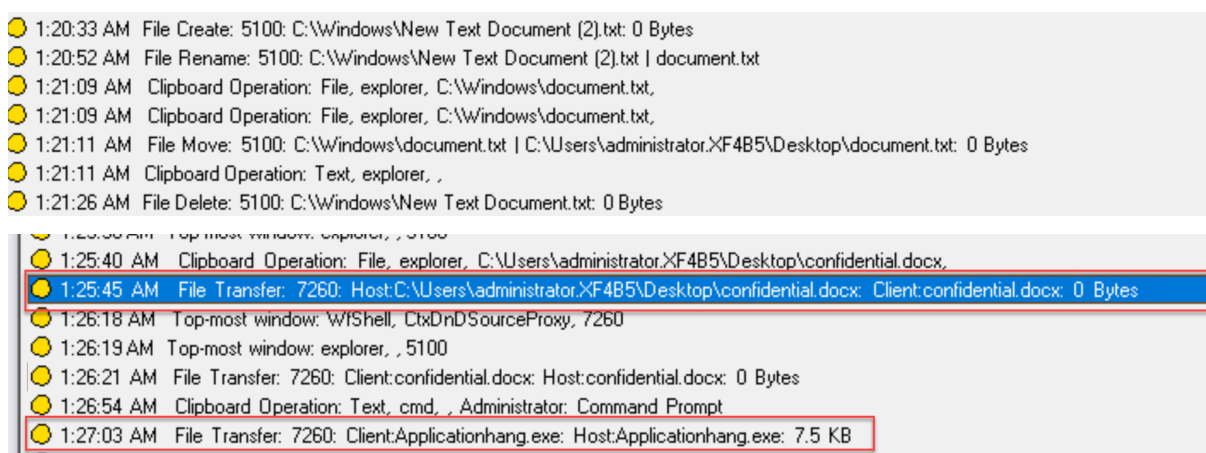 1:20:33 AM File Create: 5100: C:\Windows\New Text Document (2).txt: 0 Bytes
1:20:52 AM File Rename: 5100: C:\Windows\New Text Document (2).txt | document.txt
1:21:09 AM Clipboard Operation: File, explorer, C:\Windows\document.txt,
1:21:09 AM Clipboard Operation: File, explorer, C:\Windows\document.txt,
1:21:11 AM File Move: 5100: C:\Windows\document.txt | C:\Users\administrator.XF4B5\Desktop\document.txt: 0 Bytes
1:21:11 AM Clipboard Operation: Text, explorer, ,
1:21:26 AM File Delete: 5100: C:\Windows\New Text Document.txt: 0 Bytes
AM Top-most window: explorer, , 5100
1:25:40 AM Clipboard Operation: File, explorer, C:\Users\administrator.XF4B5\Desktop\confidential.docx,
1:25:45 AM File Transfer: 7260: Host:C:\Users\administrator.XF4B5\Desktop\confidential.docx: Client:confidential.docx: 0 Bytes
1:26:18 AM Top-most window: WfShell, CtxDnDSourceProxy, 7260
1:26:19 AM Top-most window: explorer, , 5100
1:26:21 AM File Transfer: 7260: Client:confidential.docx: Host:confidential.docx: 0 Bytes
1:26:54 AM Clipboard Operation: Text, cmd, , Administrator: Command Prompt
1:27:03 AM File Transfer: 7260: Client:Applicationhang.exe: Host:Applicationhang.exe: 7.5 KB